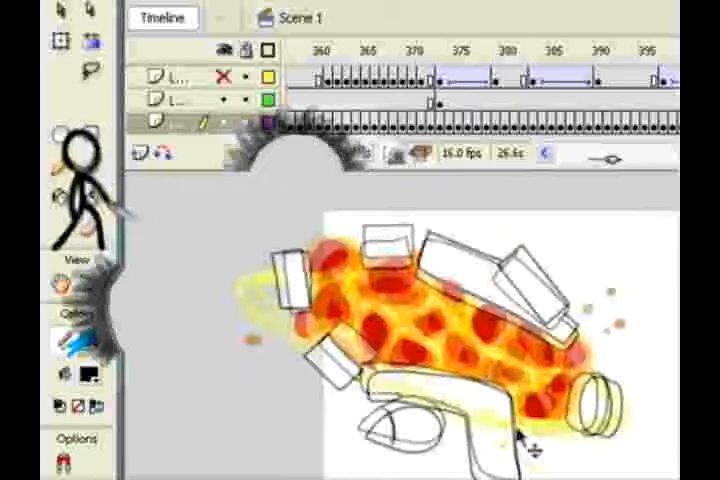 Timeline
Scene 1
360 365 370 375 380 385 390 395
L...
L...
16.0 fps 26.6s
View
Options